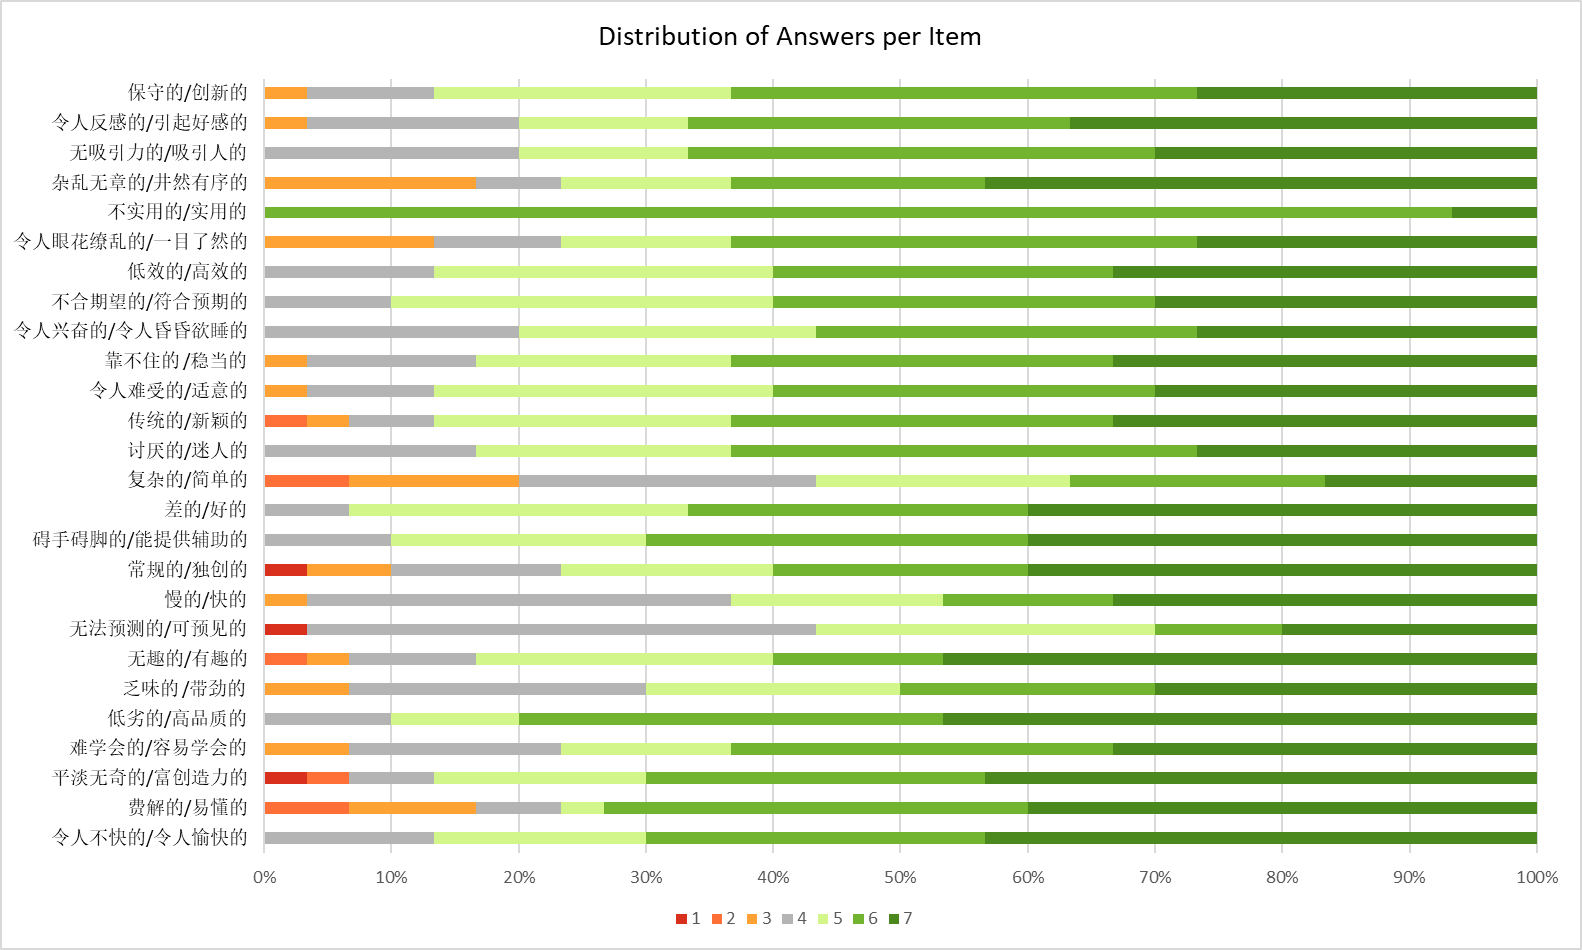 Distribution of Answers per Item
保守的/创新的
令人反感的/引起好感的
无吸引力的/吸引人的
杂乱无章的/井然有序的
不实用的/实用的
令人眼花缭乱的/一目了然的
低效的/高效的
不合期望的/符合预期的
令人兴奋的/令人昏昏欲睡的
靠不住的/稳当的
令人难受的/适意的
传统的/新颖的
讨厌的/迷人的
复杂的/简单的
差的/好的
碍手碍脚的/能提供辅助的
常规的/独创的
慢的/快的
无法预测的/可预见的
无趣的/有趣的
乏味的/带劲的
低劣的/高品质的
难学会的/容易学会的
平淡无奇的/富创造力的
费解的/易懂的
令人不快的/令人愉快的
0% 10% 20% 30% 40% 50% 60% 70% 80% 90% 100%
1 2 3 4 5 6 7